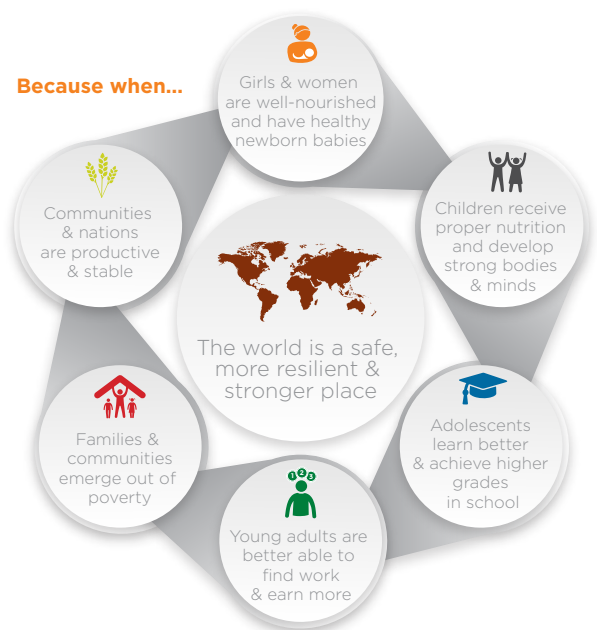 Because when...
Girls & women
are well-nourished
and have healthy
newborn babies
Children receive
proper nutrition
and develop
strong bodies
& minds
Adolescents
learn better
& achieve higher
grades
in school
1 2 3
Young adults are
better able to
find work
& earn more
Families &
communities
emerge out of
poverty
Communities
& nations
are productive
& stable
The world is a safe,
more resilient &
stronger place